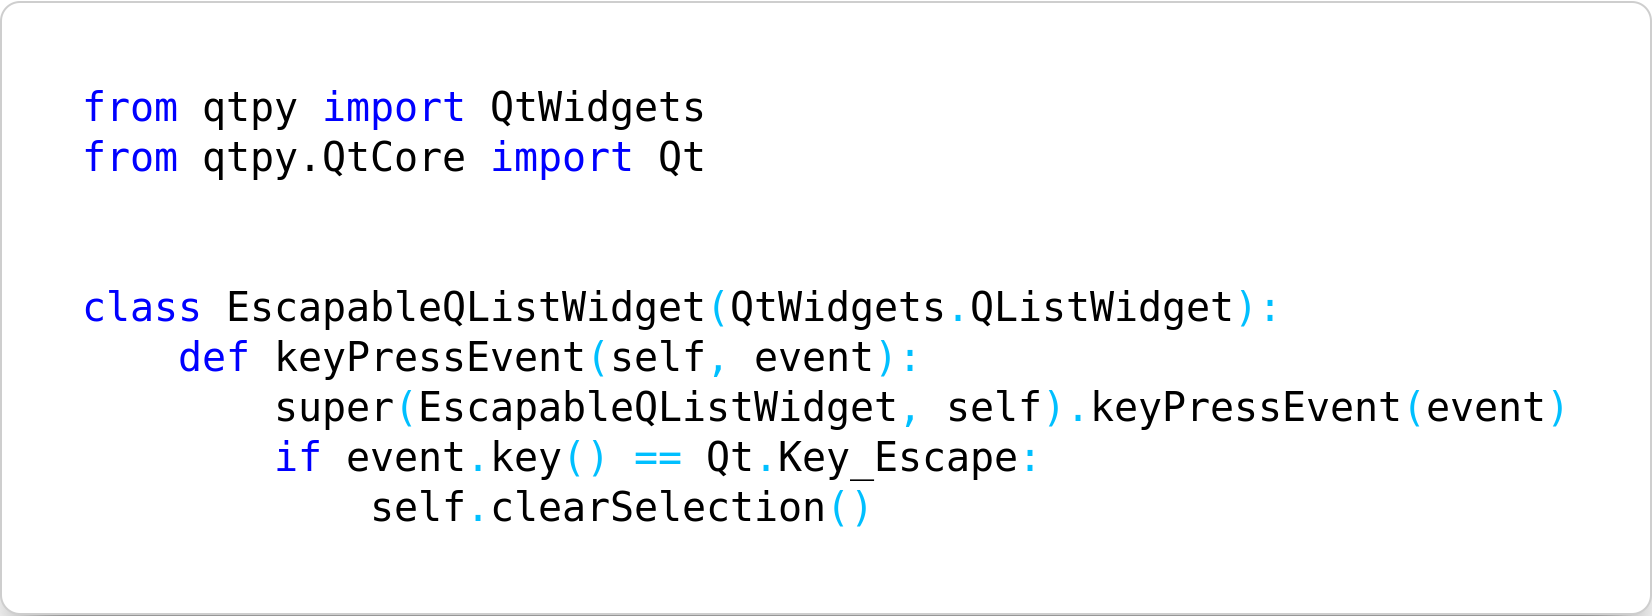 from qtpy import QtWidgets
from qtpy.QtCore import Qt


class EscapableQListWidget(QtWidgets.QListWidget):
    def keyPressEvent(self, event):
        super(EscapableQListWidget, self).keyPressEvent(event)
        if event.key() == Qt.Key_Escape:
            self.clearSelection()